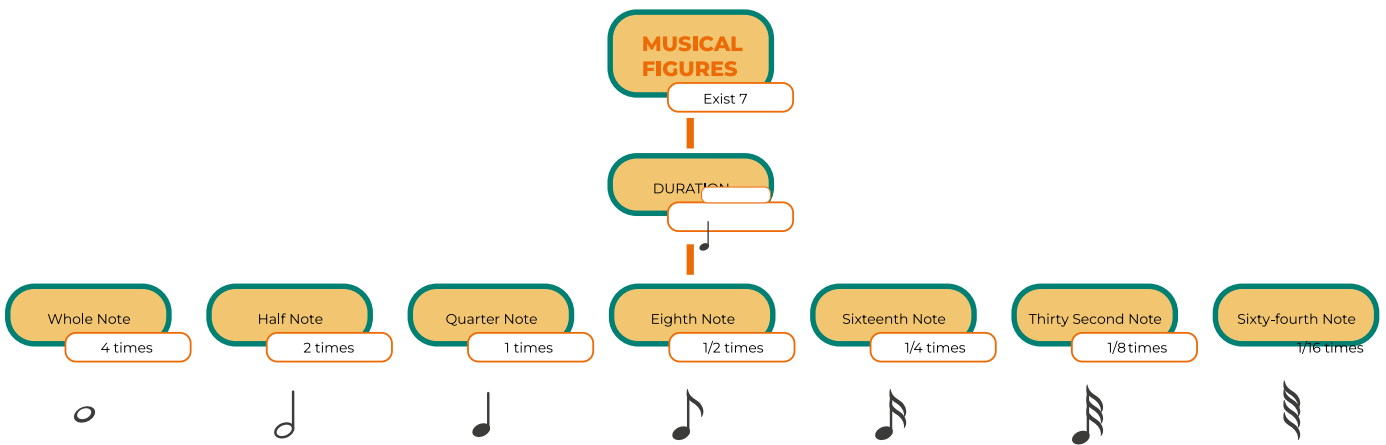 MUSICAL
FIGURES
Exist 7
DURATION
Whole Note
Half Note
Quarter Note
Eighth Note
Sixteenth Note
Thirty Second Note
Sixty-fourth Note
4 times
2 times
1 times
1/2 times
1/4 times
1/8 times
1/16 times